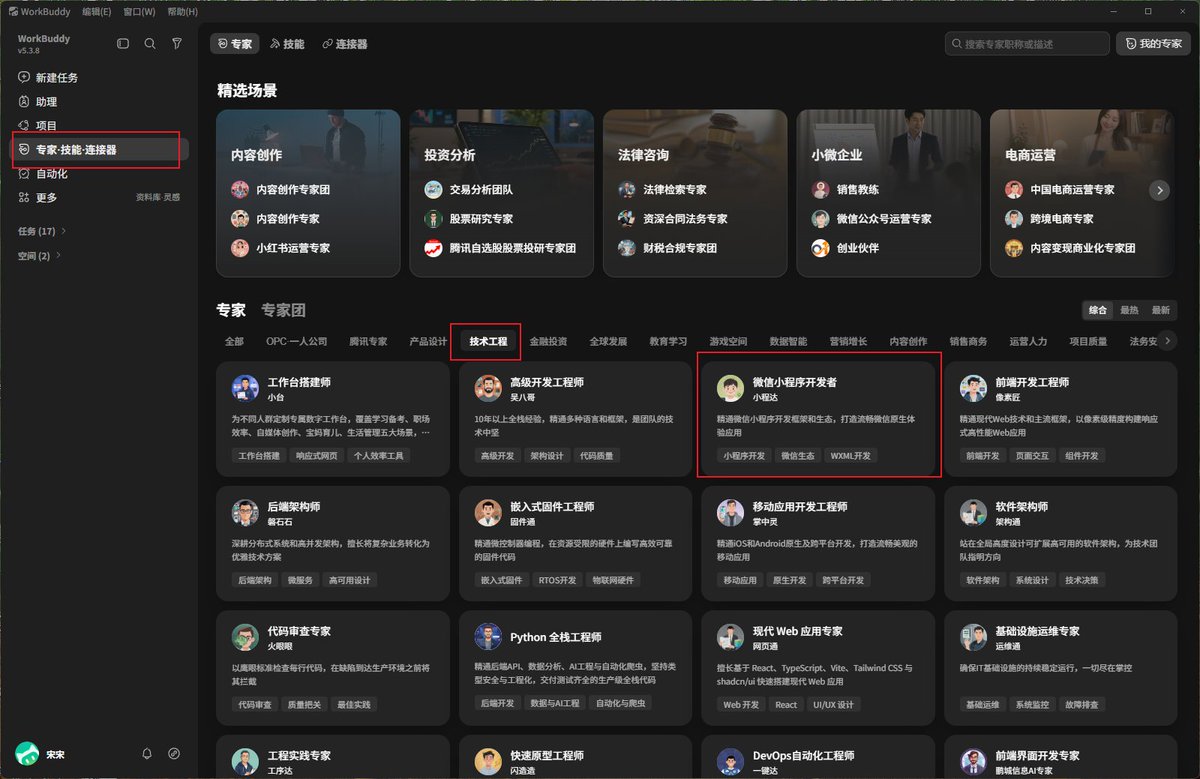 WorkBuddy 编辑(E) 窗口(W) 帮助(H)
WorkBuddy
v5.3.8
新建任务
助理
项目
专家·技能·连接器
自动化
更多 资料库·灵感
任务 (17)
空间 (2)
宋宋
专家 技能 连接器
搜索专家职称或描述 我的专家
精选场景
内容创作
内容创作专家团
内容创作专家
小红书运营专家
投资分析
交易分析团队
股票研究专家
腾讯自选股股票投研专家团
法律咨询
法律检索专家
资深合同法务专家
财税合规专家团
小微企业
销售教练
微信公众号运营专家
创业伙伴
电商运营
中国电商运营专家
跨境电商专家
内容变现商业化专家团
专家 专家团
综合 最热 最新
全部 OPC·一人公司 腾讯专家 产品设计 技术工程 金融投资 全球发展 教育学习 游戏空间 数据智能 营销增长 内容创作 销售商务 运营人力 项目质量 法务安
工作台搭建师
小台
为不同人群定制专属数字工作台，覆盖学习备考、职场
效率、自媒体创作、宝妈育儿、生活管理五大场景，…
工作台搭建 响应式网页 个人效率工具
高级开发工程师
吴八哥
10年以上全栈经验，精通多种语言和框架，是团队的技
术中坚
高级开发 架构设计 代码质量
微信小程序开发者
小程达
精通微信小程序开发框架和生态，打造流畅微信原生体
验应用
小程序开发 微信生态 WXML开发
前端开发工程师
像素匠
精通现代Web技术和主流框架，以像素级精度构建响应
式高性能Web应用
前端开发 页面交互 组件开发
后端架构师
磐石石
深耕分布式系统和高并发架构，擅长将复杂业务转化为
优雅技术方案
后端架构 微服务 高可用设计
嵌入式固件工程师
固件通
精通微控制器编程，在资源受限的硬件上编写高效可靠
的固件代码
嵌入式固件 RTOS开发 物联网硬件
移动应用开发工程师
掌中灵
精通iOS和Android原生及跨平台开发，打造流畅美观的
移动应用
移动应用 原生开发 跨平台开发
软件架构师
架构通
站在全局高度设计可扩展高可用的软件架构，为技术团
队指明方向
软件架构 系统设计 技术决策
代码审查专家
火眼眼
以鹰眼标准检查每行代码，在缺陷到达生产环境之前将
其拦截
代码审查 质量把关 最佳实践
Python 全栈工程师
精通后端API、数据分析、AI工程与自动化爬虫，坚持类
型安全与工程化，交付测试齐全的生产级全栈代码
后端开发 数据与AI工程 自动化与爬虫
现代 Web 应用专家
网页通
擅长基于 React、TypeScript、Vite、Tailwind CSS 与
shadcn/ui 快速搭建现代 Web 应用
Web 开发 React UI/UX 设计
基础设施运维专家
运维通
确保IT基础设施的持续稳定运行，一切尽在掌控
基础运维 系统监控 故障排查
工程实践专家
工序达
快速原型工程师
闪造造
DevOps自动化工程师
一键达
前端界面开发专家
鹏城信息AI专家